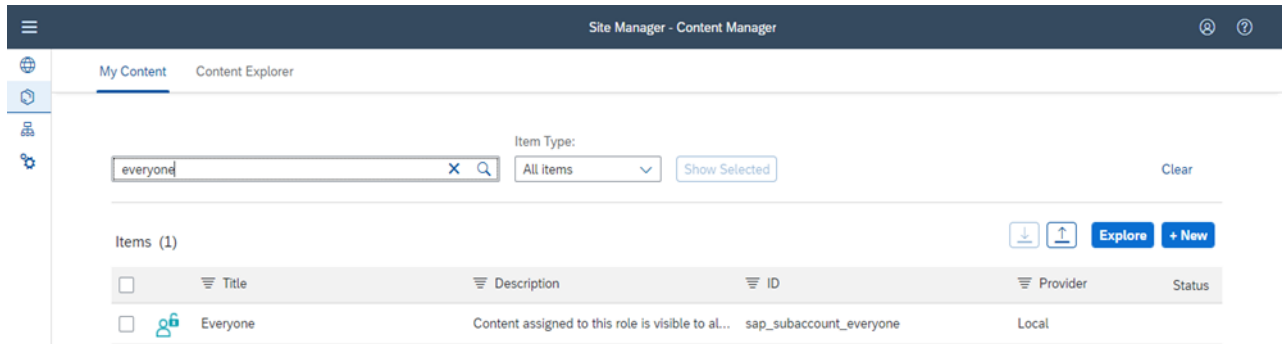 Site Manager - Content Manager
My Content Content Explorer
Item Type:
everyone All items Show Selected Clear
Items (1) Explore + New
Title Description ID Provider Status
Everyone Content assigned to this role is visible to al... sap_subaccount_everyone Local